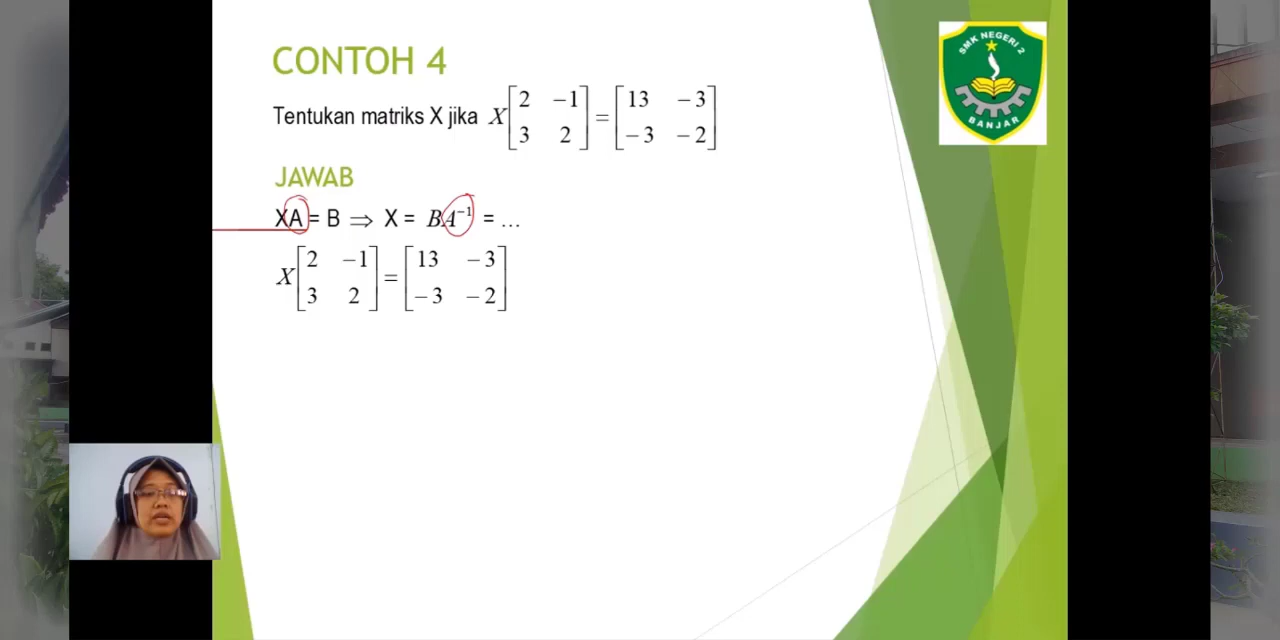 CONTOH 4
Tentukan matriks X jika X[2 −1; 3 2] = [13 −3; −3 −2]
JAWAB
XA = B ⇒ X = BA⁻¹ = ...
X[2 −1; 3 2] = [13 −3; −3 −2]
SMK NEGERI 2
BANJAR